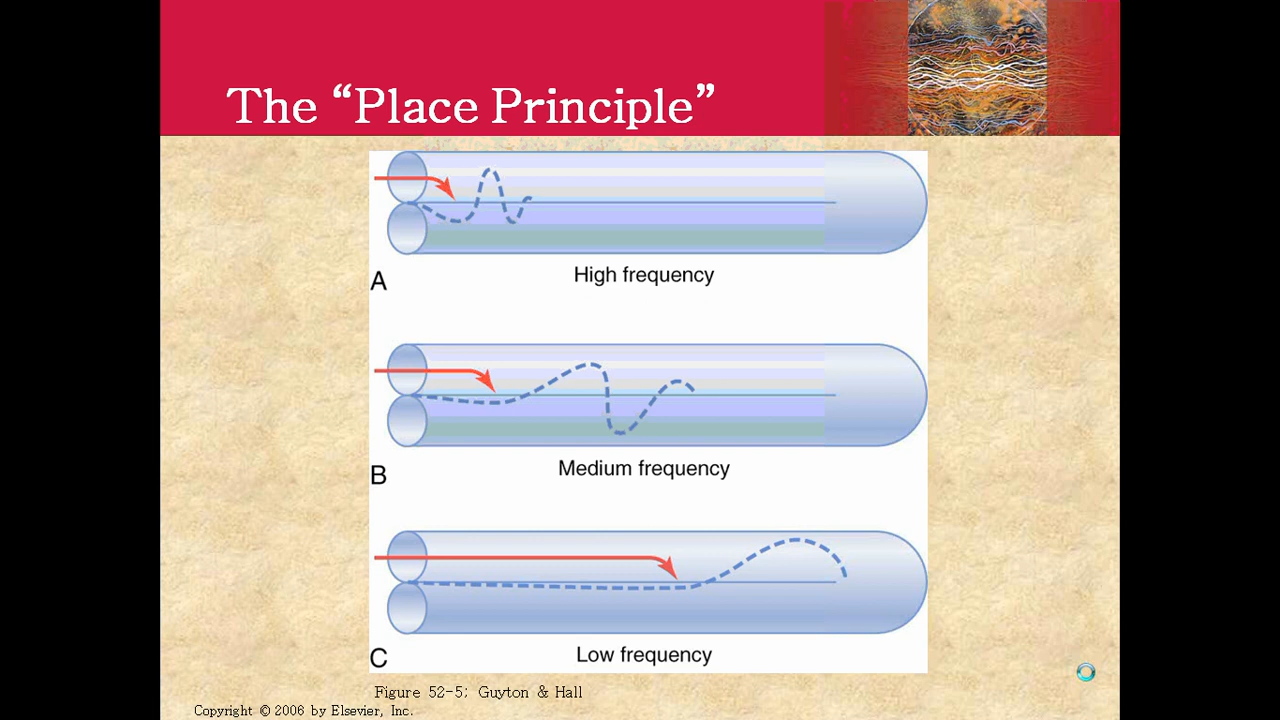 The “Place Principle”
A
High frequency
B
Medium frequency
C
Low frequency
Figure 52-5; Guyton & Hall
Copyright © 2006 by Elsevier, Inc.